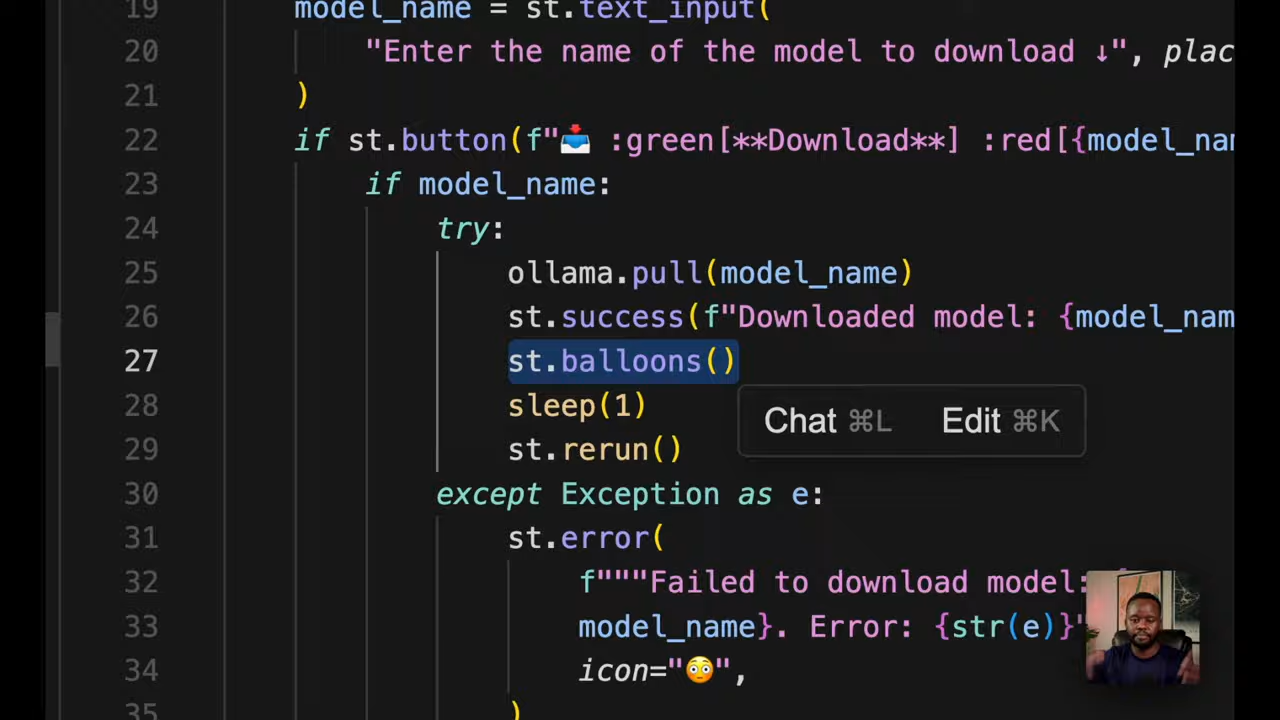 19 model_name = st.text_input(
20 "Enter the name of the model to download ↓", plac
21 )
22 if st.button(f"📥 :green[**Download**] :red[{model_nam
23 if model_name:
24 try:
25 ollama.pull(model_name)
26 st.success(f"Downloaded model: {model_nam
27 st.balloons()
28 sleep(1)
Chat ⌘L Edit ⌘K
29 st.rerun()
30 except Exception as e:
31 st.error(
32 f"""Failed to download model:
33 model_name}. Error: {str(e)}"
34 icon="😳",
35 )